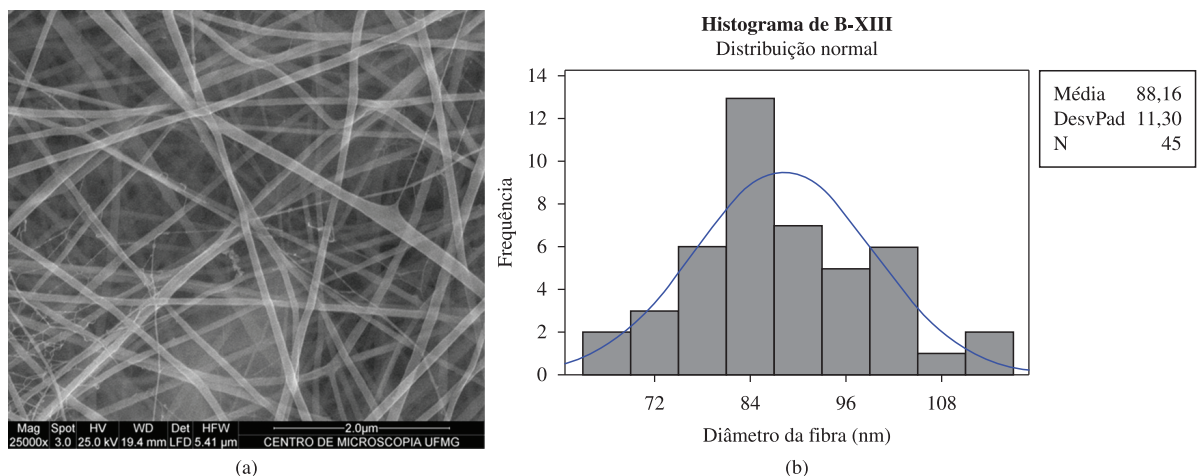 Mag Spot HV WD Det HFW 2.0µm
25000x 3.0 25.0 kV 19.4 mm LFD 5.41 µm CENTRO DE MICROSCOPIA UFMG
(a)
Histograma de B-XIII
Distribuição normal
14
12
10
8
6
4
2
0
Frequência
72 84 96 108
Diâmetro da fibra (nm)
(b)
Média 88,16
DesvPad 11,30
N 45